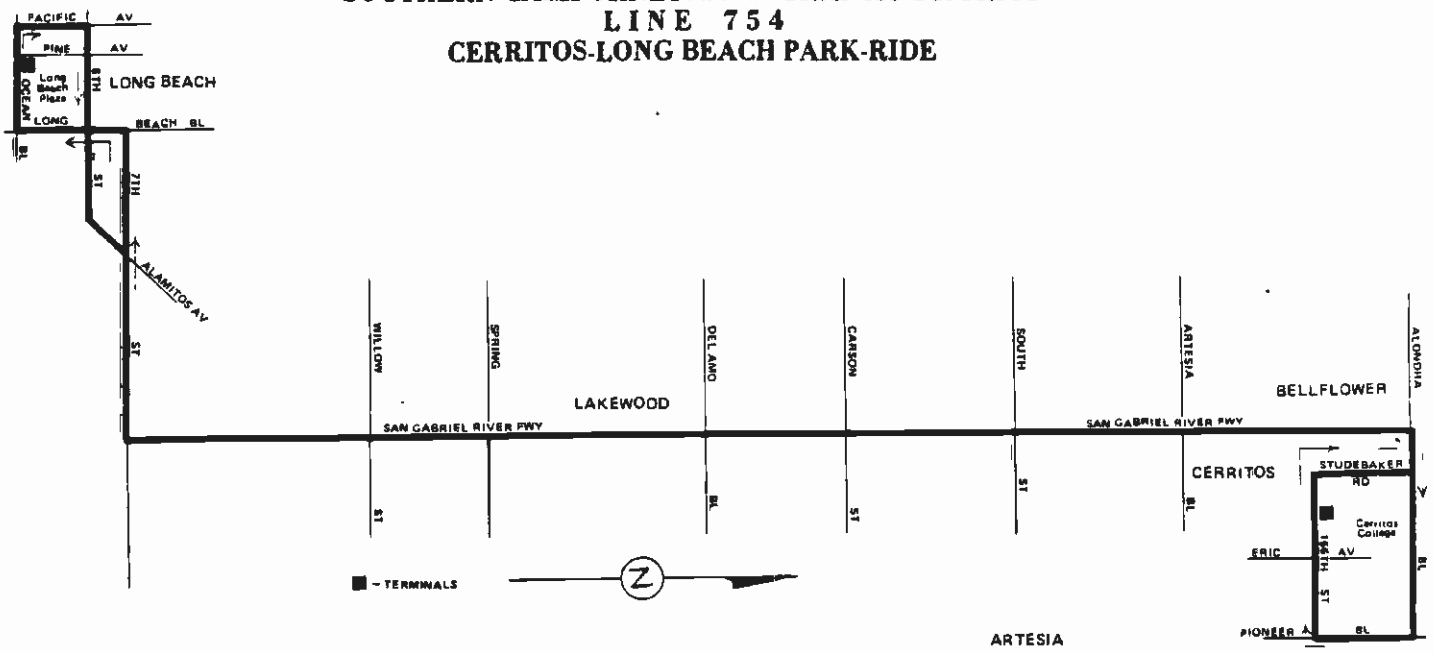 LINE 754
CERRITOS-LONG BEACH PARK-RIDE
PACIFIC AV
PINE AV
Long
Beach
Plaza
LONG BEACH
OCEAN BL
LONG BEACH BL
ST
7TH ST
ALAMITOS AV
WILLOW ST
SPRING
DEL AMO BL
CARSON ST
SOUTH ST
ARTESIA BL
ALONDRA BL
LAKEWOOD
BELLFLOWER
SAN GABRIEL RIVER FWY
SAN GABRIEL RIVER FWY
CERRITOS
STUDEBAKER
RD
Cerritos
College
ERIC AV
166TH ST
- TERMINALS
N
PIONEER BL
ARTESIA